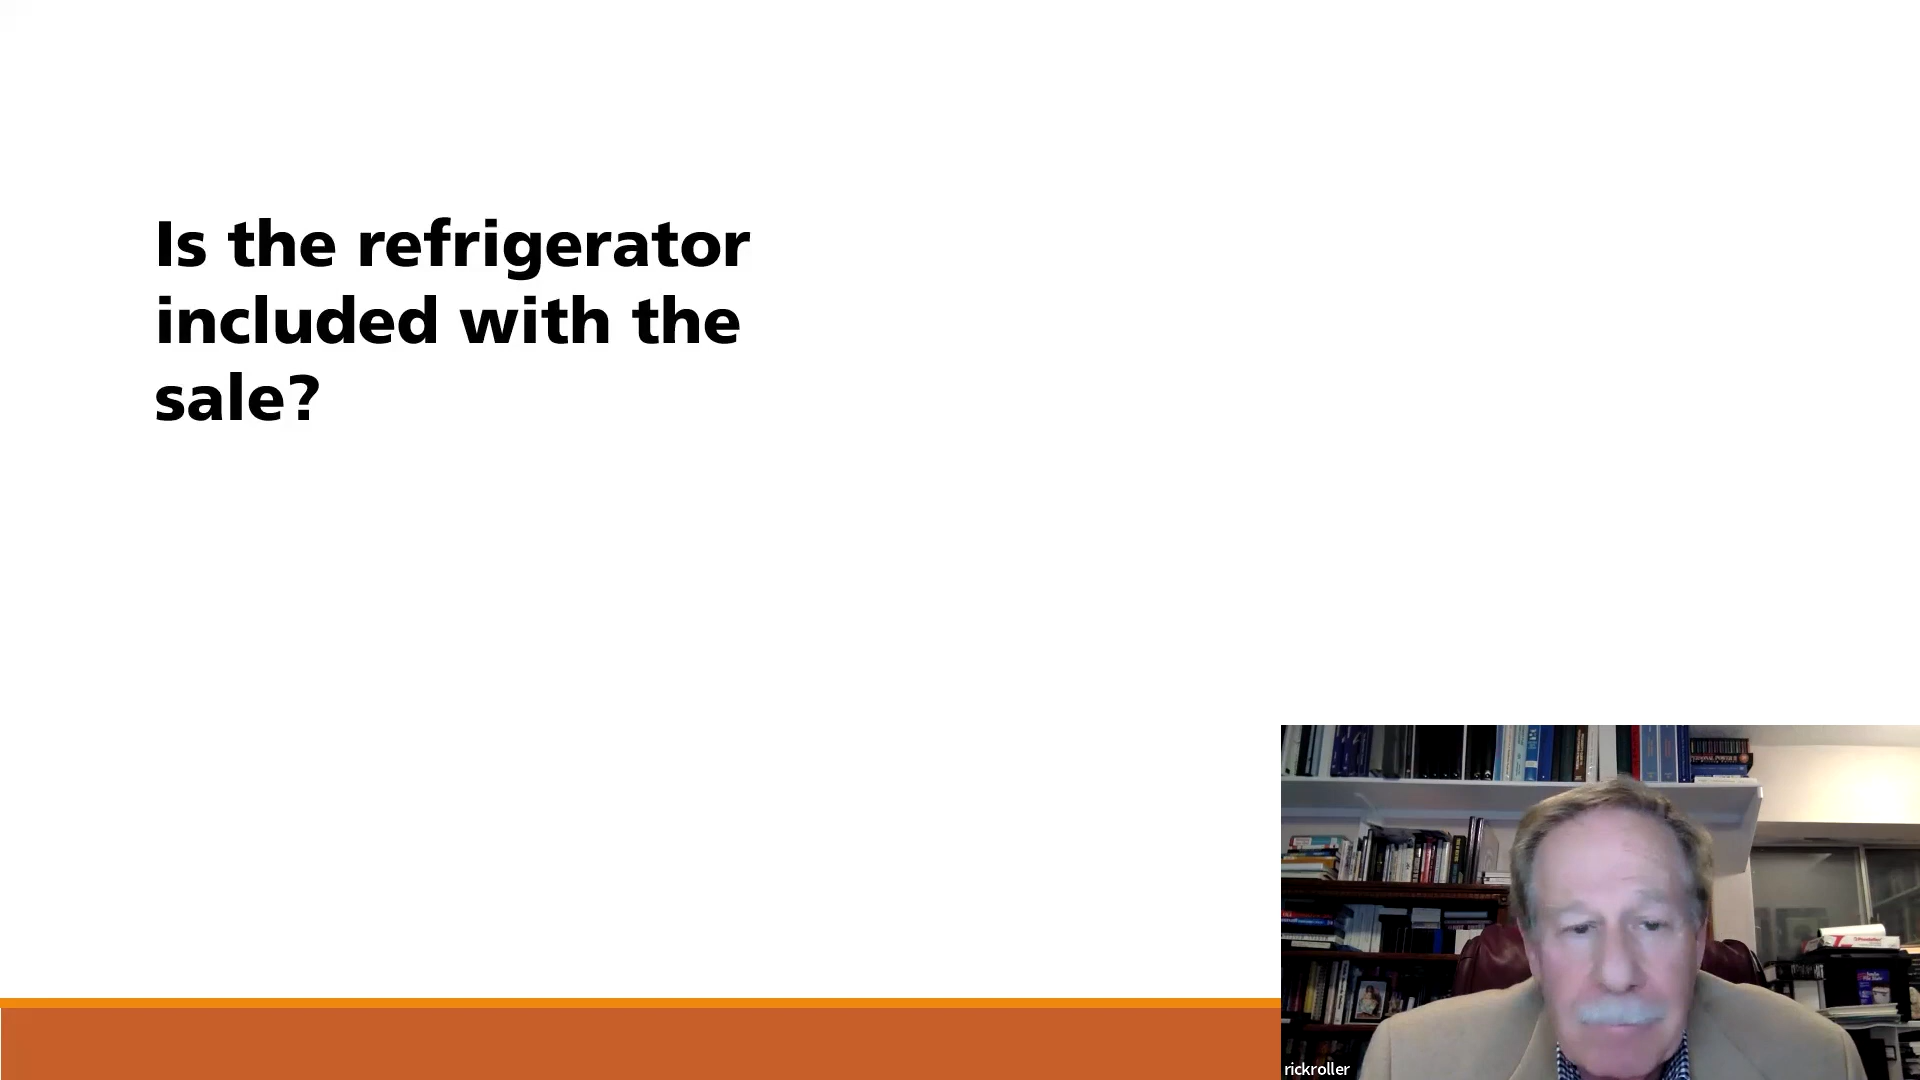 Is the refrigerator
included with the
sale?
rickroller